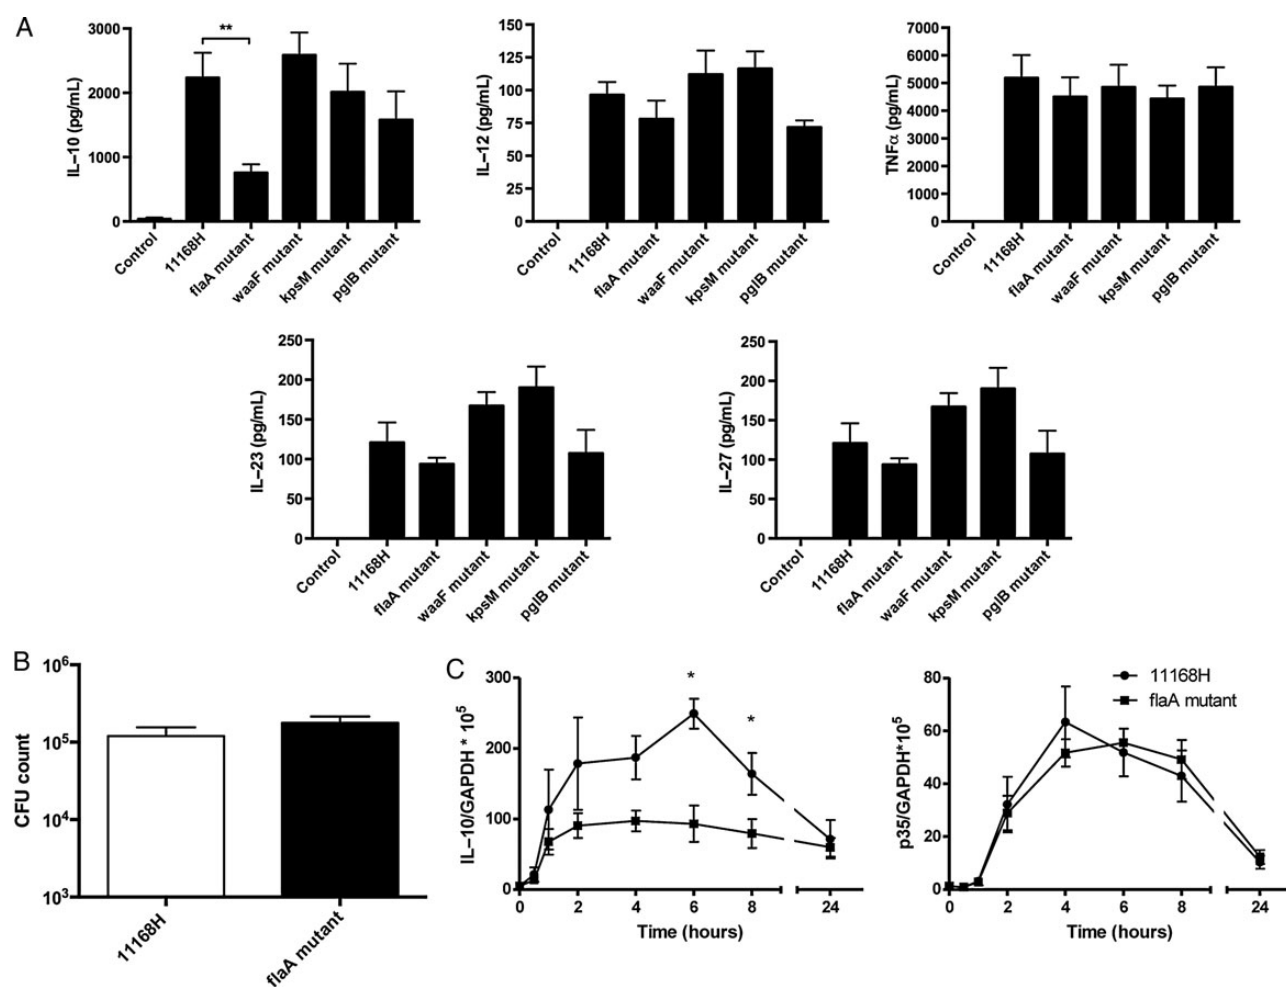 A
IL–10 (pg/mL)
3000
2000
1000
0
**
Control
11168H
flaA mutant
waaF mutant
kpsM mutant
pglB mutant
IL–12 (pg/mL)
150
125
100
75
50
25
0
Control
11168H
flaA mutant
waaF mutant
kpsM mutant
pglB mutant
TNFα (pg/mL)
7000
6000
5000
4000
3000
2000
1000
0
Control
11168H
flaA mutant
waaF mutant
kpsM mutant
pglB mutant
IL–23 (pg/mL)
250
200
150
100
50
0
Control
11168H
flaA mutant
waaF mutant
kpsM mutant
pglB mutant
IL–27 (pg/mL)
250
200
150
100
50
0
Control
11168H
flaA mutant
waaF mutant
kpsM mutant
pglB mutant
B
CFU count
10⁶
10⁵
10⁴
10³
11168H
flaA mutant
C
IL–10/GAPDH * 10⁵
300
200
100
0
*
*
0 2 4 6 8 24
Time (hours)
p35/GAPDH*10⁵
80
60
40
20
0
11168H
flaA mutant
0 2 4 6 8 24
Time (hours)